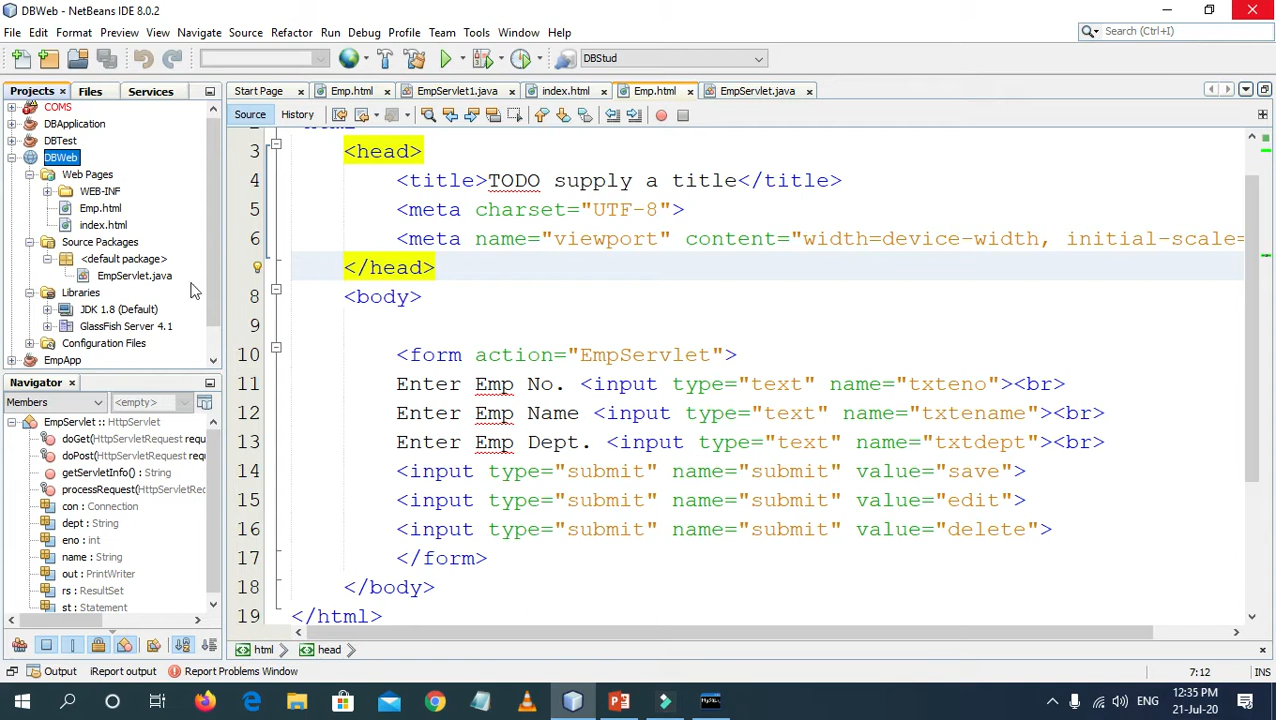 DBWeb - NetBeans IDE 8.0.2
File Edit Format Preview View Navigate Source Refactor Run Debug Profile Team Tools Window Help
Search (Ctrl+I)
DBStud
Projects Files Services
Start Page Emp.html EmpServlet1.java index.html Emp.html EmpServlet.java
Source History
COMS
DBApplication
DBTest
DBWeb
Web Pages
WEB-INF
Emp.html
index.html
Source Packages
<default package>
EmpServlet.java
Libraries
JDK 1.8 (Default)
GlassFish Server 4.1
Configuration Files
EmpApp
Navigator
Members <empty>
EmpServlet :: HttpServlet
doGet(HttpServletRequest requ
doPost(HttpServletRequest requ
getServletInfo() : String
processRequest(HttpServletRec
con : Connection
dept : String
eno : int
name : String
out : PrintWriter
rs : ResultSet
st : Statement
3 <head>
4 <title>TODO supply a title</title>
5 <meta charset="UTF-8">
6 <meta name="viewport" content="width=device-width, initial-scale=
</head>
8 <body>
9
10 <form action="EmpServlet">
11 Enter Emp No. <input type="text" name="txteno"><br>
12 Enter Emp Name <input type="text" name="txtename"><br>
13 Enter Emp Dept. <input type="text" name="txtdept"><br>
14 <input type="submit" name="submit" value="save">
15 <input type="submit" name="submit" value="edit">
16 <input type="submit" name="submit" value="delete">
17 </form>
18 </body>
19 </html>
html head
Output iReport output Report Problems Window
7:12 INS
ENG
12:35 PM
21-Jul-20